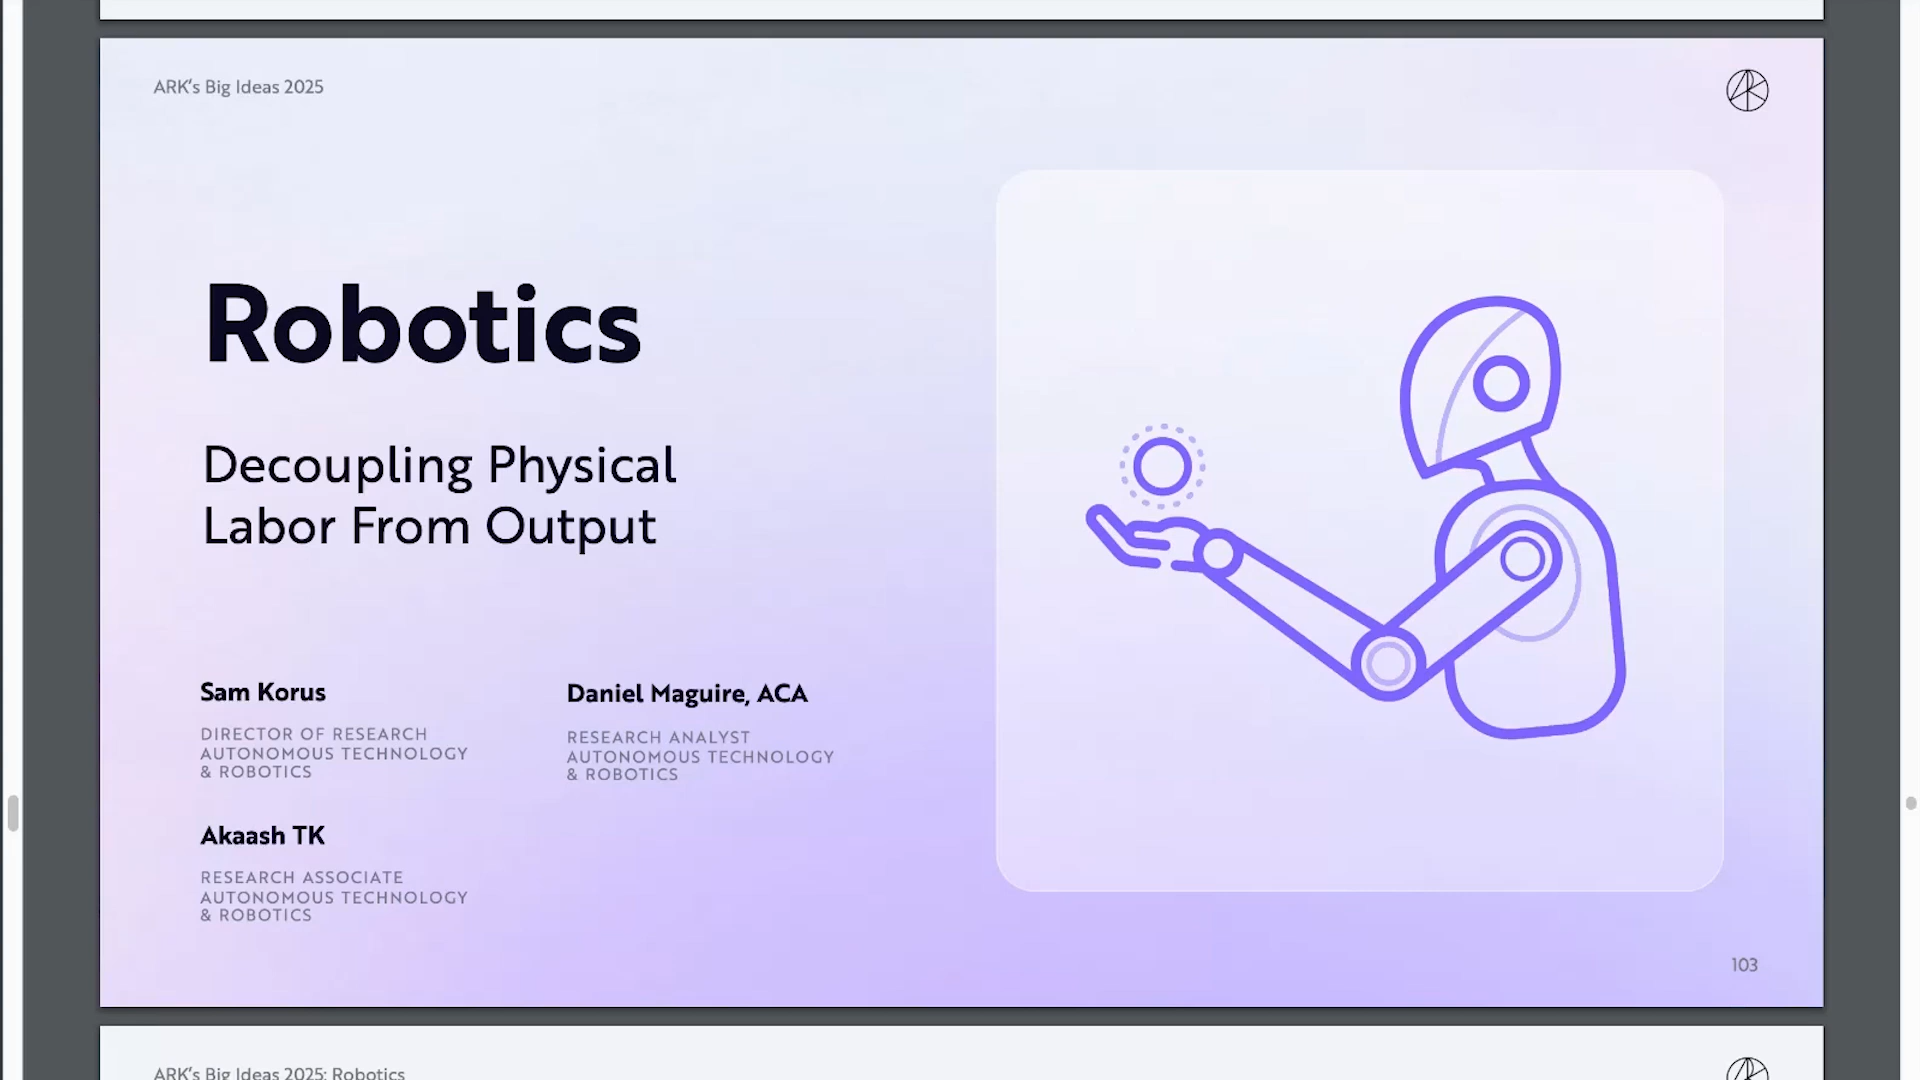 ARK's Big Ideas 2025
Robotics
Decoupling Physical
Labor From Output
Sam Korus
DIRECTOR OF RESEARCH
AUTONOMOUS TECHNOLOGY
& ROBOTICS
Daniel Maguire, ACA
RESEARCH ANALYST
AUTONOMOUS TECHNOLOGY
& ROBOTICS
Akaash TK
RESEARCH ASSOCIATE
AUTONOMOUS TECHNOLOGY
& ROBOTICS
103
ARK's Big Ideas 2025: Robotics